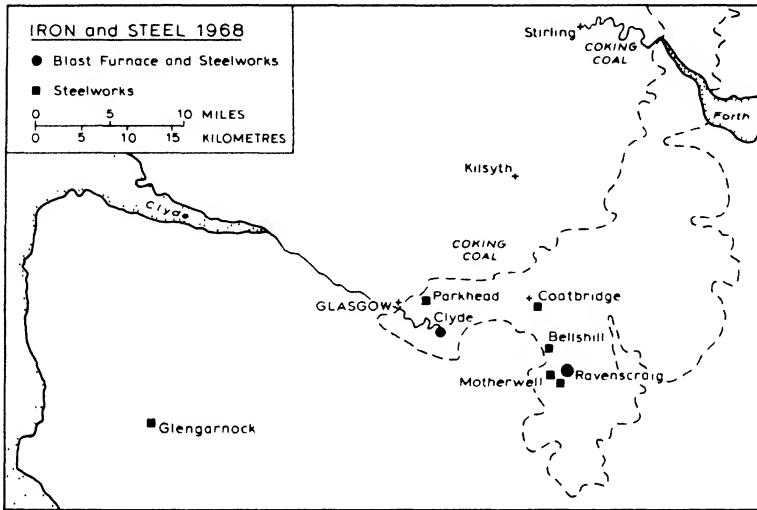 IRON and STEEL 1968
Blast Furnace and Steelworks
Steelworks
0 10 MILES
0 5 10 15 KILOMETRES
Stirling
COKING
COAL
Forth
Kilsyth
Clyde
COKING
COAL
GLASGOW
Parkhead
Coatbridge
Clyde
Bellshill
Motherwell
Ravenscraig
Glengarnock